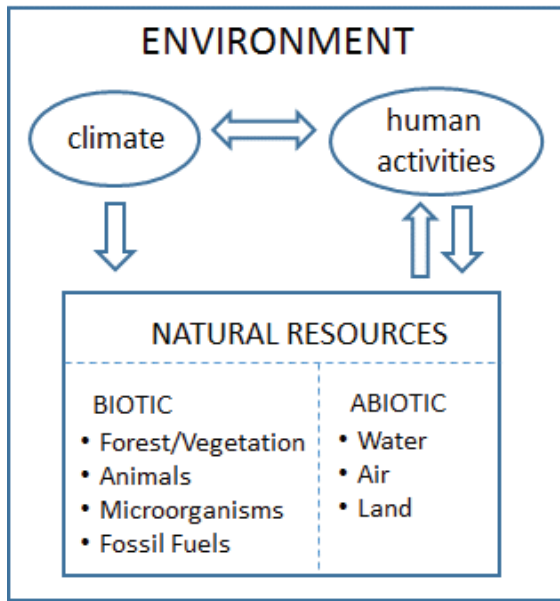 ENVIRONMENT
climate
human
activities
NATURAL RESOURCES
BIOTIC
• Forest/Vegetation
• Animals
• Microorganisms
• Fossil Fuels
ABIOTIC
• Water
• Air
• Land